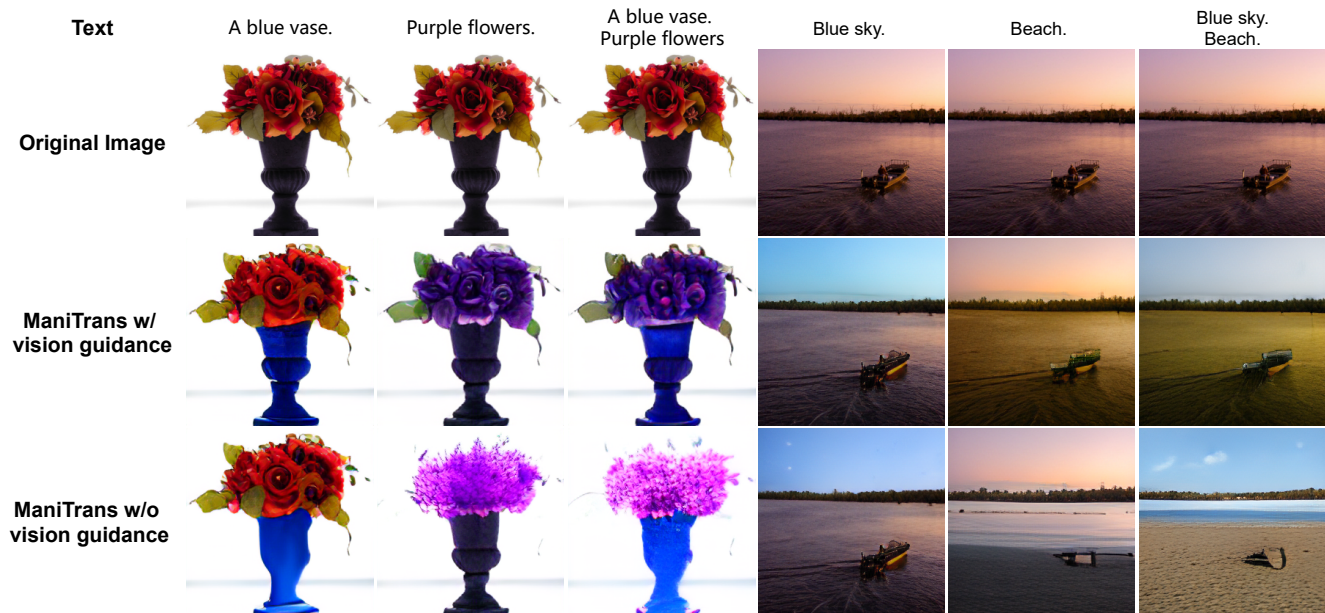 Text
A blue vase.
Purple flowers.
A blue vase.
Purple flowers
Blue sky.
Beach.
Blue sky.
Beach.
Original Image
ManiTrans w/
vision guidance
ManiTrans w/o
vision guidance